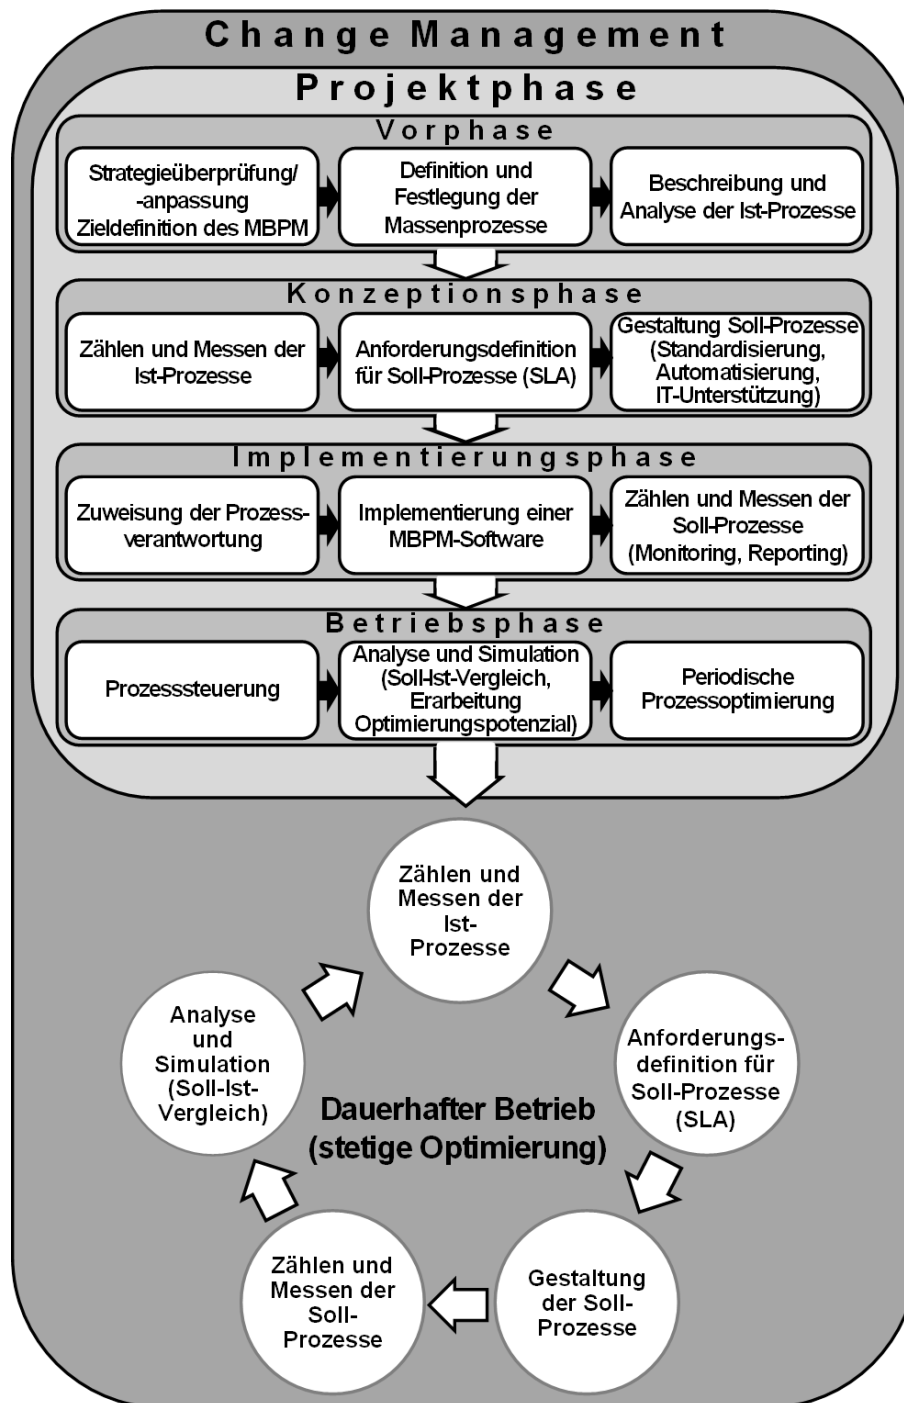 Change Management
Projektphase
Vorphase
Strategieüberprüfung/
-anpassung
Zieldefinition des MBPM
Definition und
Festlegung der
Massenprozesse
Beschreibung und
Analyse der Ist-Prozesse
Konzeptionsphase
Zählen und Messen der
Ist-Prozesse
Anforderungsdefinition
für Soll-Prozesse (SLA)
Gestaltung Soll-Prozesse
(Standardisierung,
Automatisierung,
IT-Unterstützung)
Implementierungsphase
Zuweisung der Prozess-
verantwortung
Implementierung einer
MBPM-Software
Zählen und Messen der
Soll-Prozesse
(Monitoring, Reporting)
Betriebsphase
Prozesssteuerung
Analyse und Simulation
(Soll-Ist-Vergleich,
Erarbeitung
Optimierungspotenzial)
Periodische
Prozessoptimierung
Zählen und
Messen der
Ist-
Prozesse
Anforderungs-
definition für
Soll-Prozesse
(SLA)
Gestaltung
der Soll-
Prozesse
Zählen und
Messen der
Soll-
Prozesse
Analyse
und
Simulation
(Soll-Ist-
Vergleich)
Dauerhafter Betrieb
(stetige Optimierung)